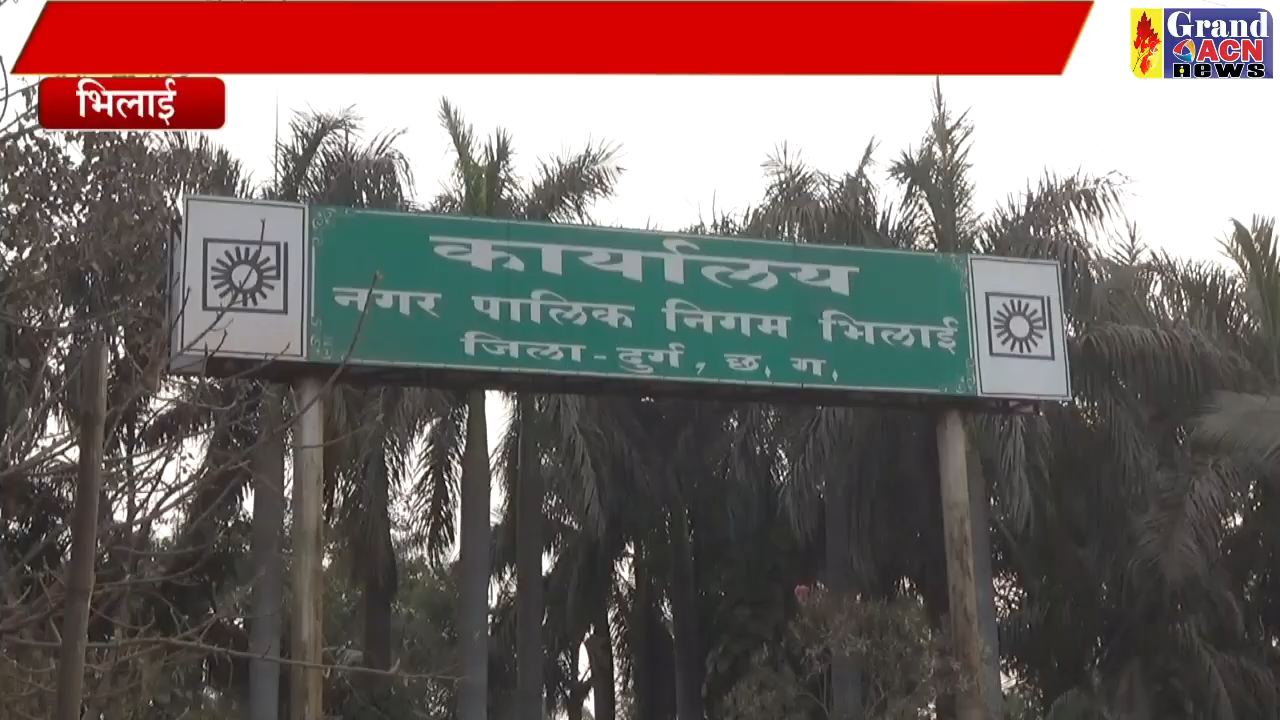 Grand
ACN
news
भिलाई
कार्यालय
नगर पालिक निगम भिलाई
जिला - दुर्ग , छ. ग.